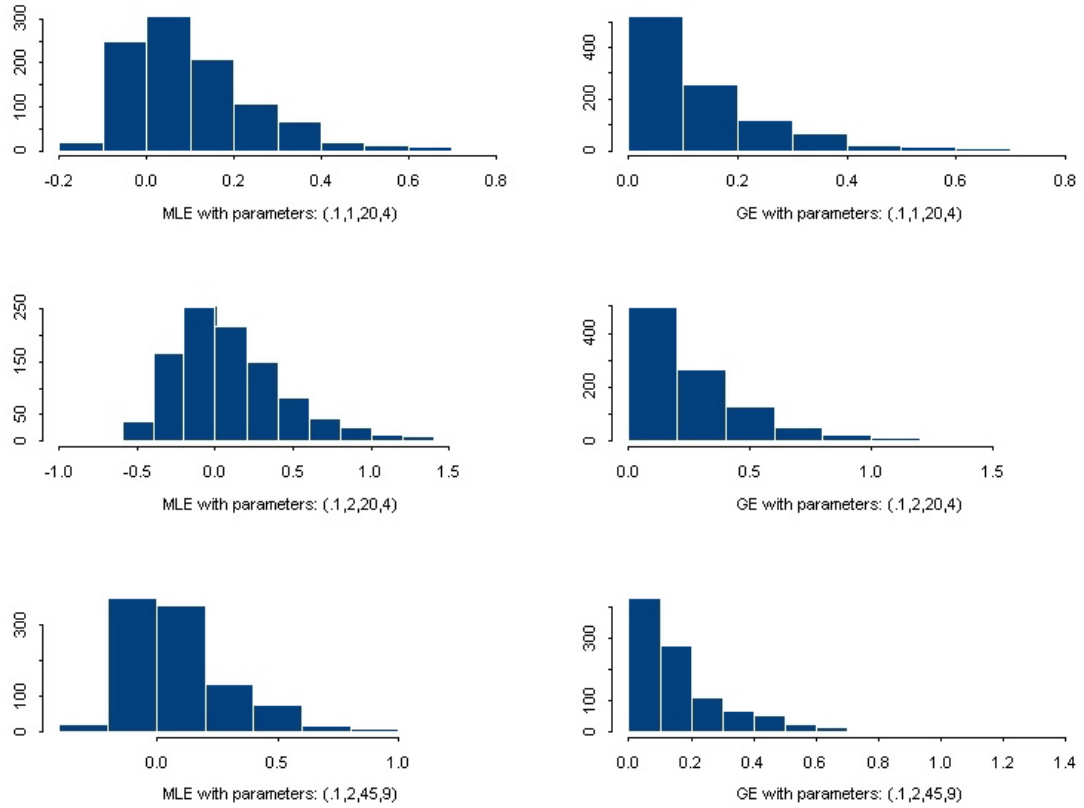 300
200
100
0
-0.2 0.0 0.2 0.4 0.6 0.8
MLE with parameters: (.1,1,20,4)
400
200
0
0.0 0.2 0.4 0.6 0.8
GE with parameters: (.1,1,20,4)
250
150
50
0
-1.0 -0.5 0.0 0.5 1.0 1.5
MLE with parameters: (.1,2,20,4)
400
200
0
0.0 0.5 1.0 1.5
GE with parameters: (.1,2,20,4)
300
100
0
0.0 0.5 1.0
MLE with parameters: (.1,2,45,9)
300
100
0
0.0 0.2 0.4 0.6 0.8 1.0 1.2 1.4
GE with parameters: (.1,2,45,9)